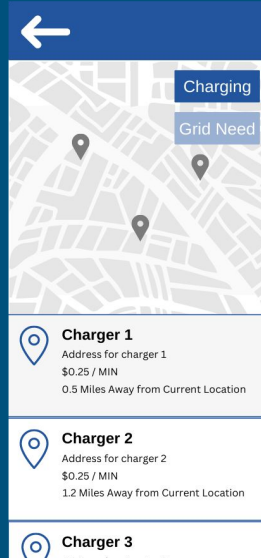 Charging
Grid Need
Charger 1
Address for charger 1
$0.25 / MIN
0.5 Miles Away from Current Location
Charger 2
Address for charger 2
$0.25 / MIN
1.2 Miles Away from Current Location
Charger 3